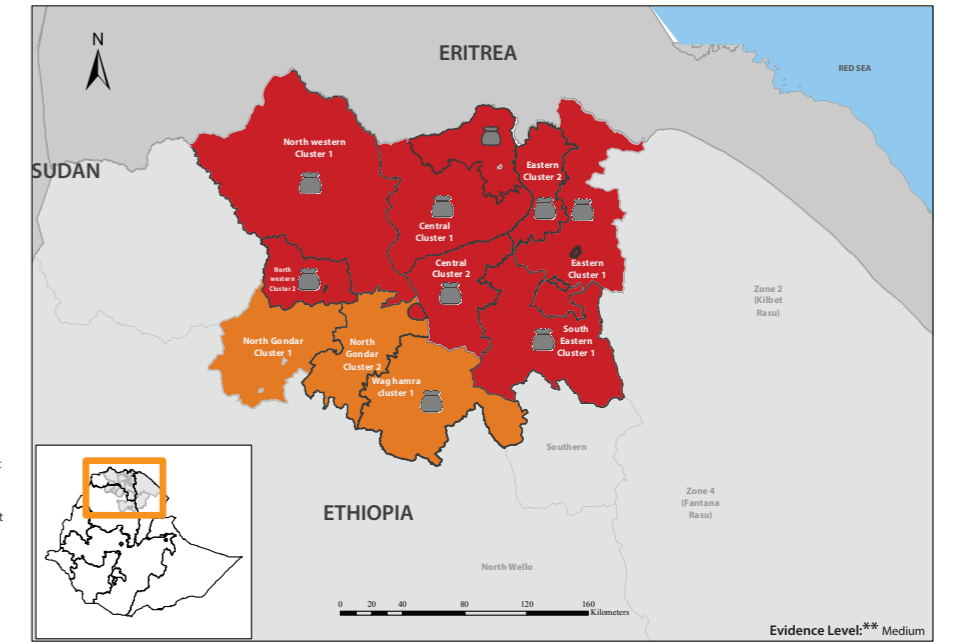 N
ERITREA
RED SEA
SUDAN
North western
Cluster 1
Eastern
Cluster 2
Central
Cluster 1
Central
Cluster 2
Eastern
Cluster 1
North
western
Cluster 2
Zone 2
(Kilbet
Rasu)
South
Eastern
Cluster 1
North Gondar
Cluster 1
North
Gondar
Cluster 2
Wag hamra
cluster 1
Southern
Zone 4
(Fantana
Rasu)
ETHIOPIA
North Wello
0 20 40 80 120 160
Kilometers
Evidence Level:** Medium
t
t